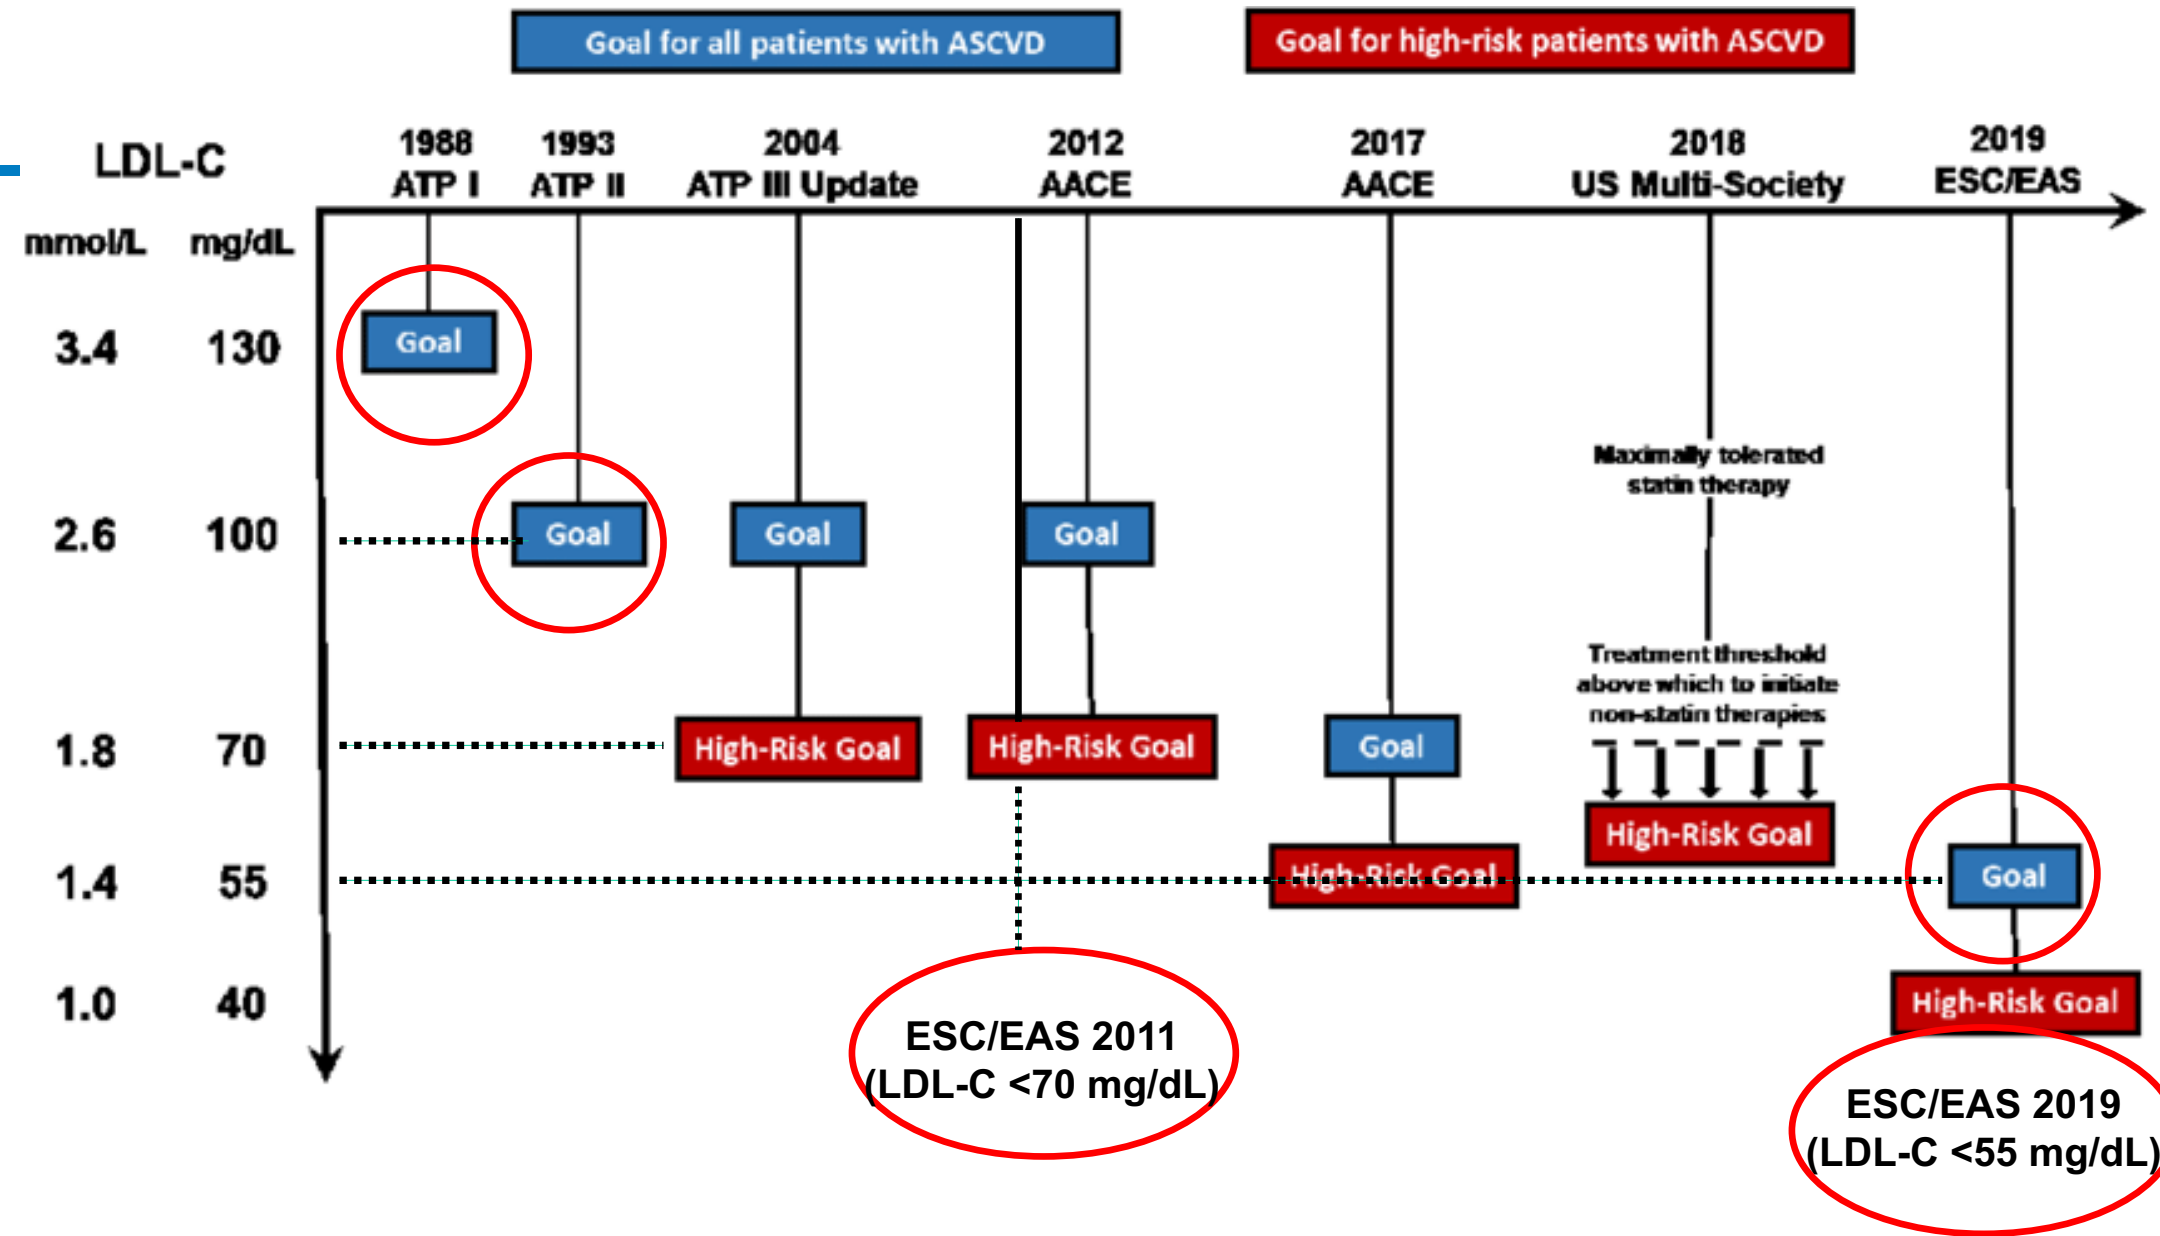 Goal for all patients with ASCVD
Goal for high-risk patients with ASCVD
LDL-C
1988
ATP I
1993
ATP II
2004
ATP III Update
2012
AACE
2017
AACE
2018
US Multi-Society
2019
ESC/EAS
mmol/L mg/dL
3.4 130
Goal
Maximally tolerated
statin therapy
2.6 100
Goal
Goal
Goal
Treatment threshold
above which to initiate
non-statin therapies
1.8 70
High-Risk Goal
High-Risk Goal
Goal
High-Risk Goal
1.4 55
High-Risk Goal
Goal
1.0 40
High-Risk Goal
ESC/EAS 2011
(LDL-C <70 mg/dL)
ESC/EAS 2019
(LDL-C <55 mg/dL)